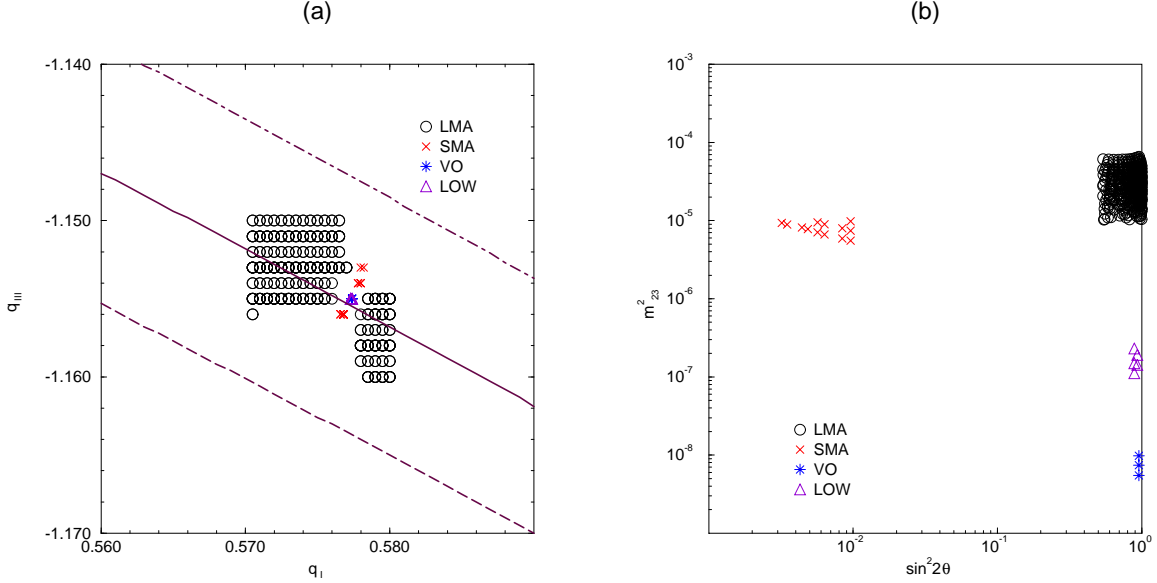 (a)
-1.140
-1.150
-1.160
-1.170
q_III
0.560
0.570
0.580
q_I
LMA
SMA
VO
LOW
(b)
10^-3
10^-4
10^-5
10^-6
10^-7
10^-8
m^2_23
10^-2
10^-1
10^0
sin^2 2θ
LMA
SMA
VO
LOW